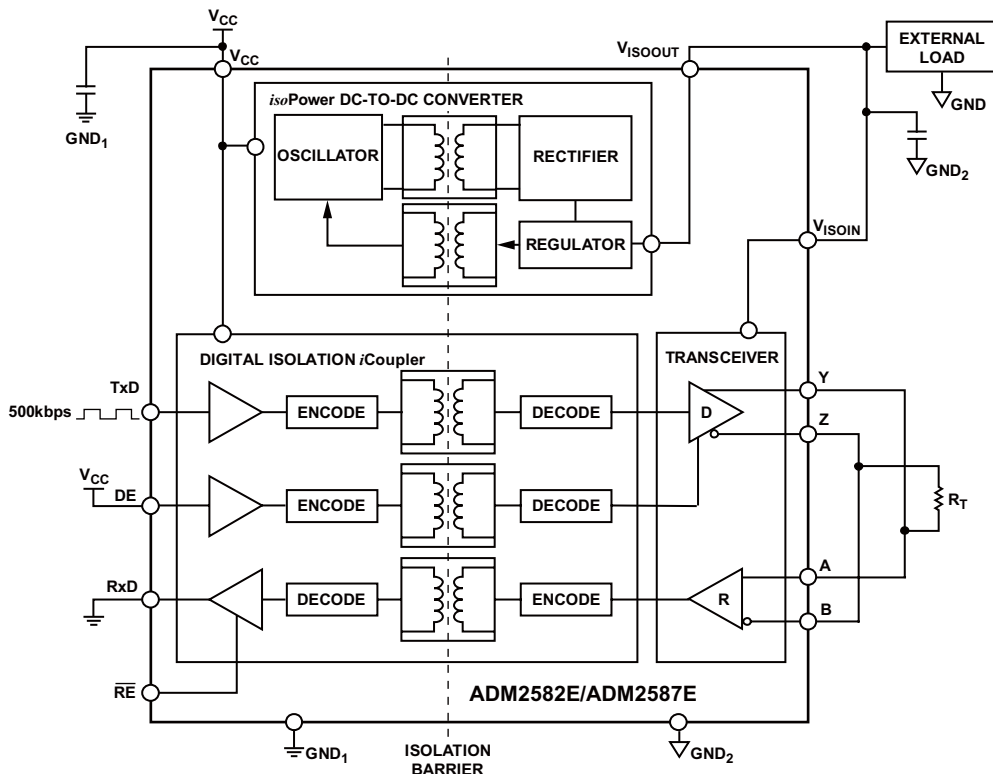 VCC
VCC
GND1
VISOOUT
EXTERNAL
LOAD
GND
GND2
isoPower DC-TO-DC CONVERTER
OSCILLATOR
RECTIFIER
REGULATOR
VISOIN
DIGITAL ISOLATION iCoupler
TRANSCEIVER
TxD
500kbps
ENCODE
DECODE
D
Y
Z
VCC
DE
ENCODE
DECODE
RT
RxD
DECODE
ENCODE
R
A
B
RE
ADM2582E/ADM2587E
GND1
ISOLATION
BARRIER
GND2